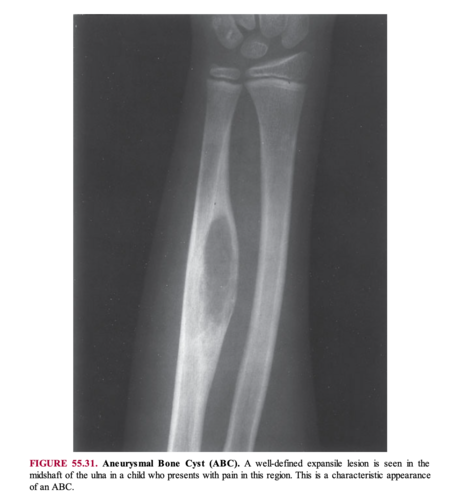 FIGURE 55.31. Aneurysmal Bone Cyst (ABC). A well-defined expansile lesion is seen in the
midshaft of the ulna in a child who presents with pain in this region. This is a characteristic appearance
of an ABC.